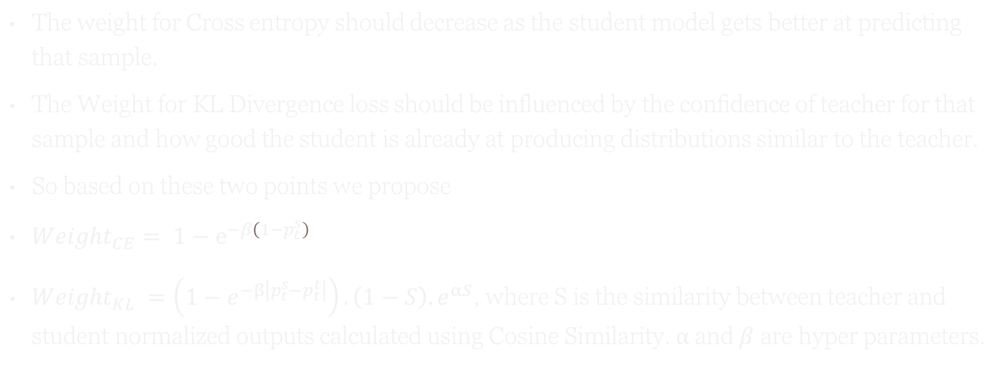 • The weight for Cross entropy should decrease as the student model gets better at predicting
that sample.
• The Weight for KL Divergence loss should be influenced by the confidence of teacher for that
sample and how good the student is already at producing distributions similar to the teacher.
• So based on these two points we propose
• $Weight_{CE} = 1 - e^{-\beta(1-p_t^s)}$
• $Weight_{KL} = \left(1 - e^{-\beta|p_t^s - p_t^t|}\right).(1 - S).e^{\alpha S}$, where S is the similarity between teacher and
student normalized outputs calculated using Cosine Similarity. α and β are hyper parameters.